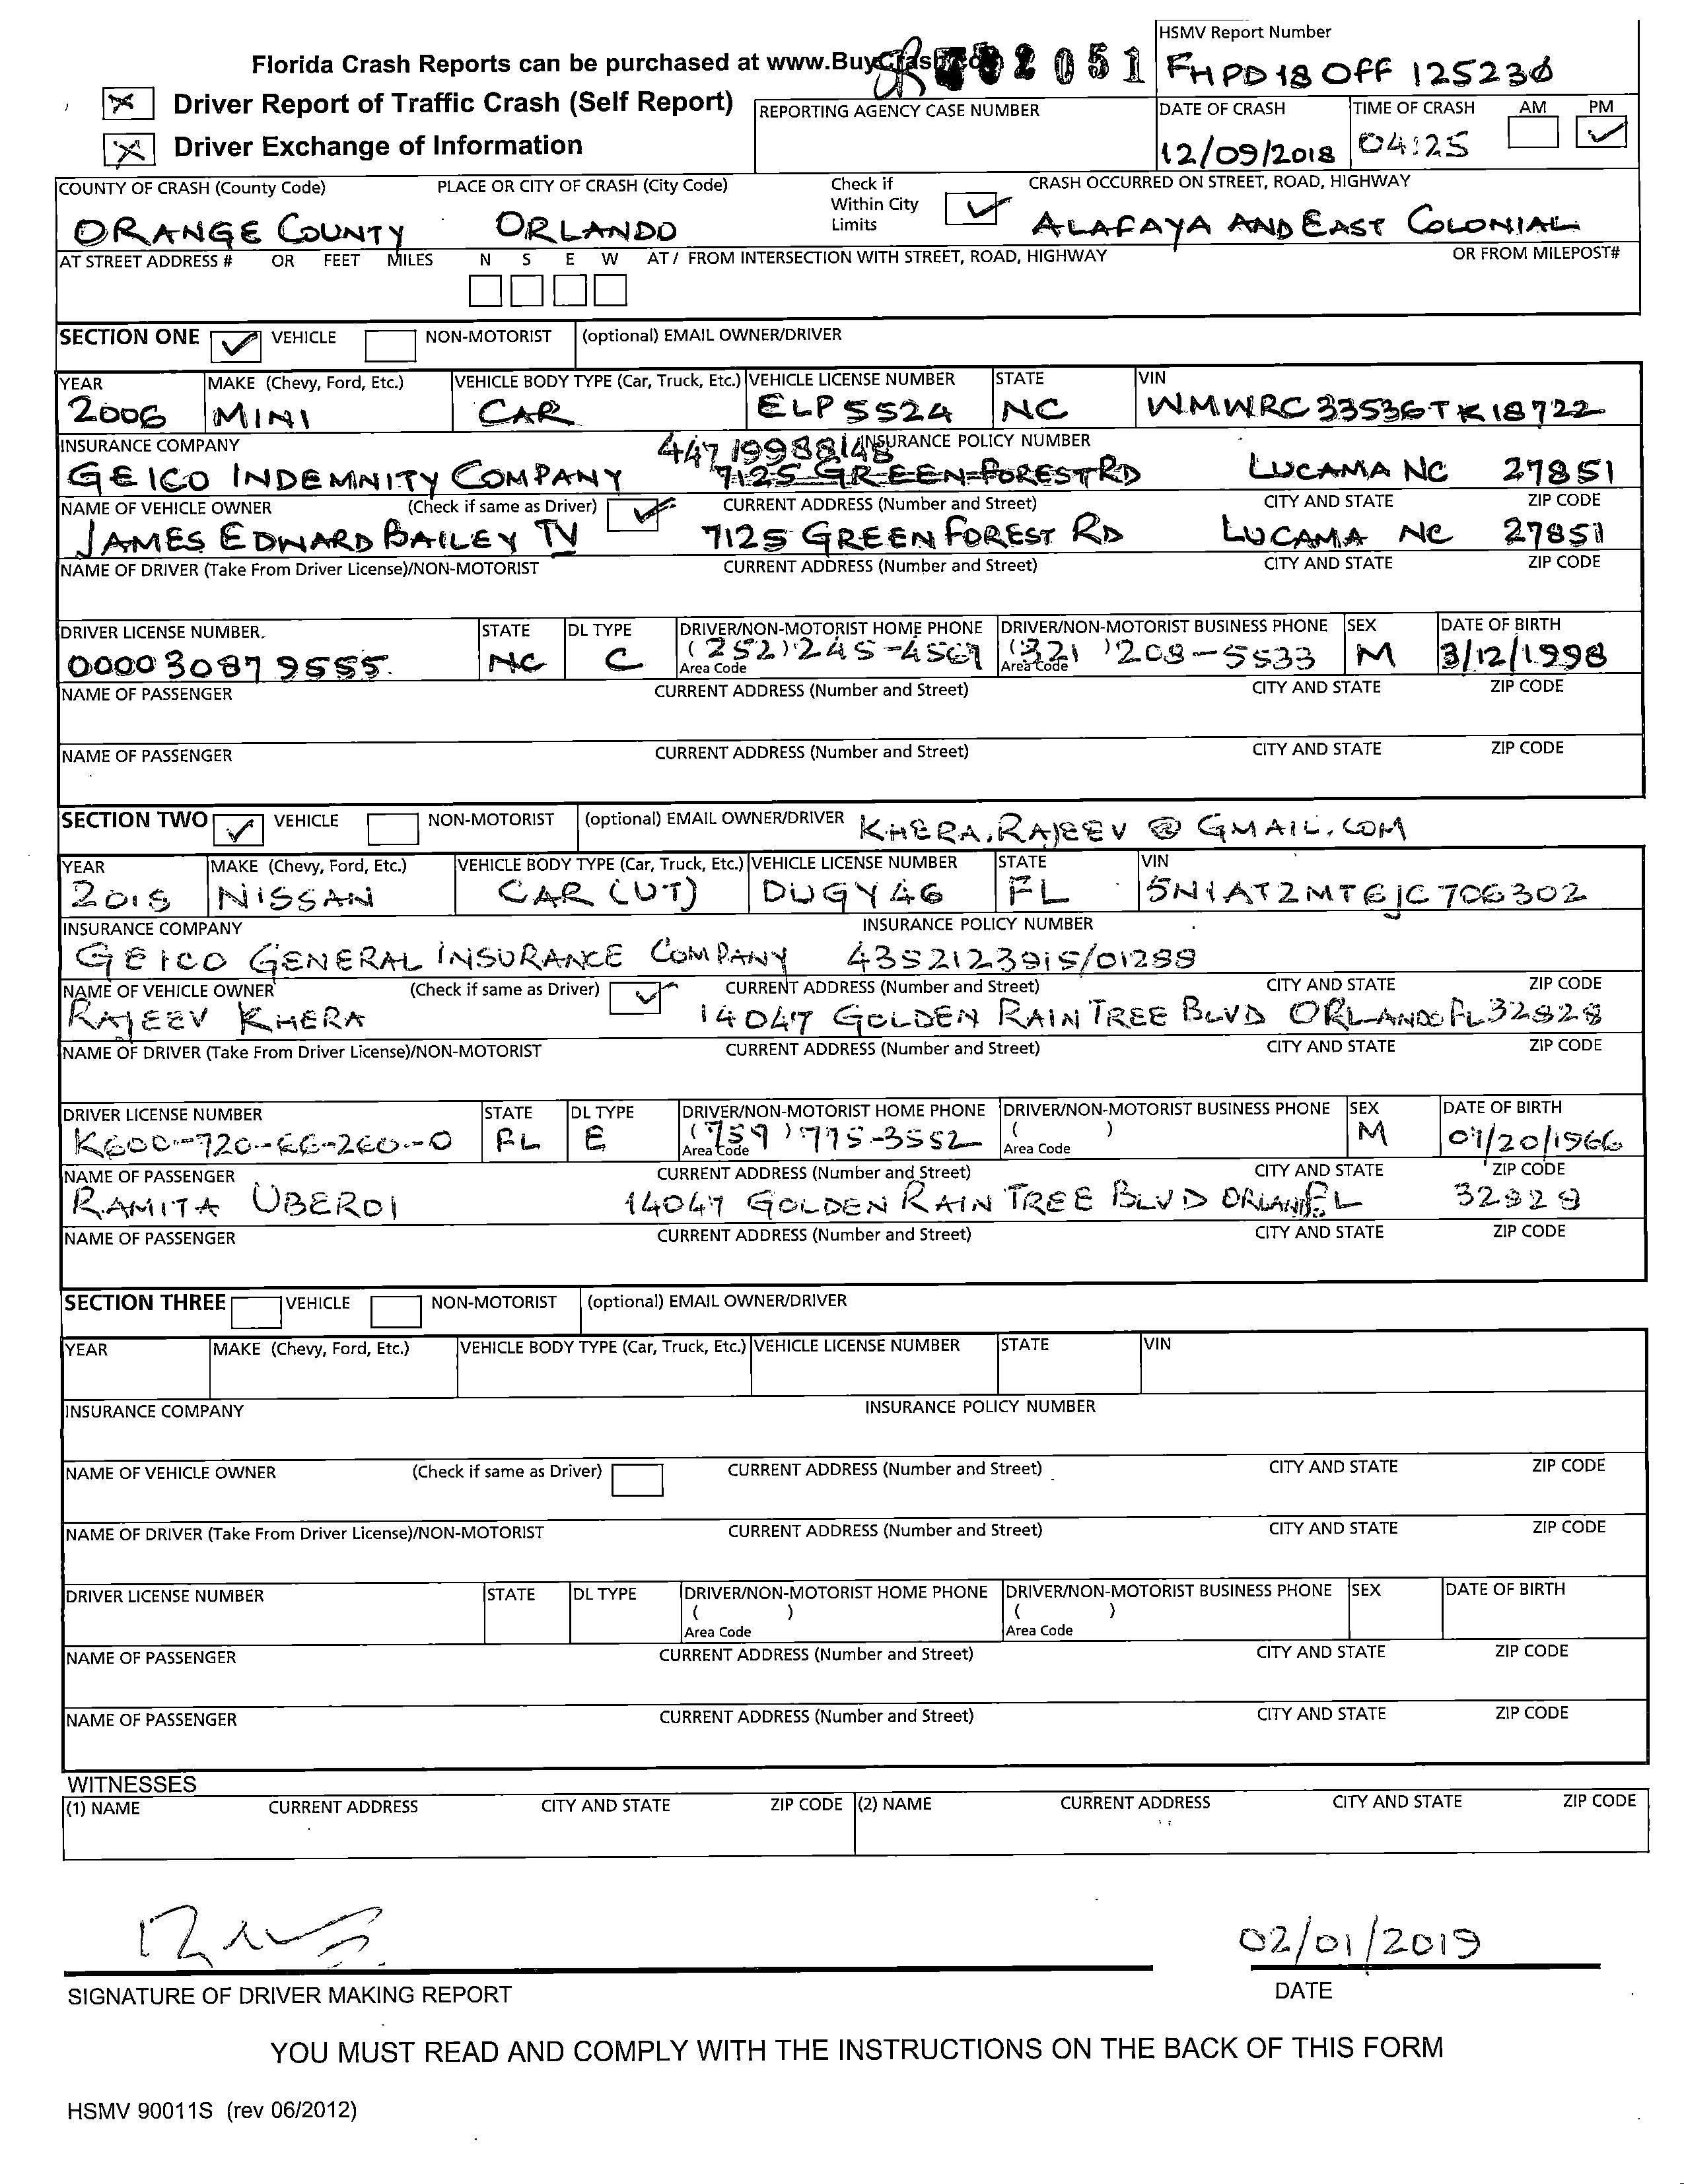 HSMV Report Number
Florida Crash Reports can be purchased at www.BuyCrash.com 2051 FHPD18OFF 125230
Driver Report of Traffic Crash (Self Report) REPORTING AGENCY CASE NUMBER DATE OF CRASH TIME OF CRASH AM PM
Driver Exchange of Information 12/09/2018 04:25
COUNTY OF CRASH (County Code) PLACE OR CITY OF CRASH (City Code) Check if Within City Limits CRASH OCCURRED ON STREET, ROAD, HIGHWAY
ORANGE COUNTY ORLANDO ALAFAYA AND EAST COLONIAL
AT STREET ADDRESS # OR FEET MILES N S E W AT / FROM INTERSECTION WITH STREET, ROAD, HIGHWAY OR FROM MILEPOST#
SECTION ONE VEHICLE NON-MOTORIST (optional) EMAIL OWNER/DRIVER
YEAR MAKE (Chevy, Ford, Etc.) VEHICLE BODY TYPE (Car, Truck, Etc.) VEHICLE LICENSE NUMBER STATE VIN
2006 MINI CAR ELP5524 NC WMWRC33536TK18722
INSURANCE COMPANY 44719988148 INSURANCE POLICY NUMBER
GEICO INDEMNITY COMPANY 7125 GREEN FOREST RD LUCAMA NC 27851
NAME OF VEHICLE OWNER (Check if same as Driver) CURRENT ADDRESS (Number and Street) CITY AND STATE ZIP CODE
JAMES EDWARD BAILEY IV 7125 GREEN FOREST RD LUCAMA NC 27851
NAME OF DRIVER (Take From Driver License)/NON-MOTORIST CURRENT ADDRESS (Number and Street) CITY AND STATE ZIP CODE
DRIVER LICENSE NUMBER STATE DL TYPE DRIVER/NON-MOTORIST HOME PHONE DRIVER/NON-MOTORIST BUSINESS PHONE SEX DATE OF BIRTH
000030879555 NC C (252) 245-4569 (321) 208-5533 M 3/12/1998
Area Code Area Code
NAME OF PASSENGER CURRENT ADDRESS (Number and Street) CITY AND STATE ZIP CODE
NAME OF PASSENGER CURRENT ADDRESS (Number and Street) CITY AND STATE ZIP CODE
SECTION TWO VEHICLE NON-MOTORIST (optional) EMAIL OWNER/DRIVER KHERA.RAJEEV@GMAIL.COM
YEAR MAKE (Chevy, Ford, Etc.) VEHICLE BODY TYPE (Car, Truck, Etc.) VEHICLE LICENSE NUMBER STATE VIN
2018 NISSAN CAR (UT) DUGY46 FL 5N1AT2MT6JC706302
INSURANCE COMPANY INSURANCE POLICY NUMBER
GEICO GENERAL INSURANCE COMPANY 4352123915/01288
NAME OF VEHICLE OWNER (Check if same as Driver) CURRENT ADDRESS (Number and Street) CITY AND STATE ZIP CODE
RAJEEV KHERA 14047 GOLDEN RAIN TREE BLVD ORLANDO FL 32828
NAME OF DRIVER (Take From Driver License)/NON-MOTORIST CURRENT ADDRESS (Number and Street) CITY AND STATE ZIP CODE
DRIVER LICENSE NUMBER STATE DL TYPE DRIVER/NON-MOTORIST HOME PHONE DRIVER/NON-MOTORIST BUSINESS PHONE SEX DATE OF BIRTH
K600-720-66-260-0 FL E (759) 775-3552 ( ) M 07/20/1966
Area Code Area Code
NAME OF PASSENGER CURRENT ADDRESS (Number and Street) CITY AND STATE ZIP CODE
RAMITA UBEROI 14047 GOLDEN RAIN TREE BLVD ORLANDO FL 32828
NAME OF PASSENGER CURRENT ADDRESS (Number and Street) CITY AND STATE ZIP CODE
SECTION THREE VEHICLE NON-MOTORIST (optional) EMAIL OWNER/DRIVER
YEAR MAKE (Chevy, Ford, Etc.) VEHICLE BODY TYPE (Car, Truck, Etc.) VEHICLE LICENSE NUMBER STATE VIN
INSURANCE COMPANY INSURANCE POLICY NUMBER
NAME OF VEHICLE OWNER (Check if same as Driver) CURRENT ADDRESS (Number and Street) CITY AND STATE ZIP CODE
NAME OF DRIVER (Take From Driver License)/NON-MOTORIST CURRENT ADDRESS (Number and Street) CITY AND STATE ZIP CODE
DRIVER LICENSE NUMBER STATE DL TYPE DRIVER/NON-MOTORIST HOME PHONE DRIVER/NON-MOTORIST BUSINESS PHONE SEX DATE OF BIRTH
( ) ( )
Area Code Area Code
NAME OF PASSENGER CURRENT ADDRESS (Number and Street) CITY AND STATE ZIP CODE
NAME OF PASSENGER CURRENT ADDRESS (Number and Street) CITY AND STATE ZIP CODE
WITNESSES
(1) NAME CURRENT ADDRESS CITY AND STATE ZIP CODE (2) NAME CURRENT ADDRESS CITY AND STATE ZIP CODE
02/01/2019
SIGNATURE OF DRIVER MAKING REPORT DATE
YOU MUST READ AND COMPLY WITH THE INSTRUCTIONS ON THE BACK OF THIS FORM
HSMV 90011S (rev 06/2012)